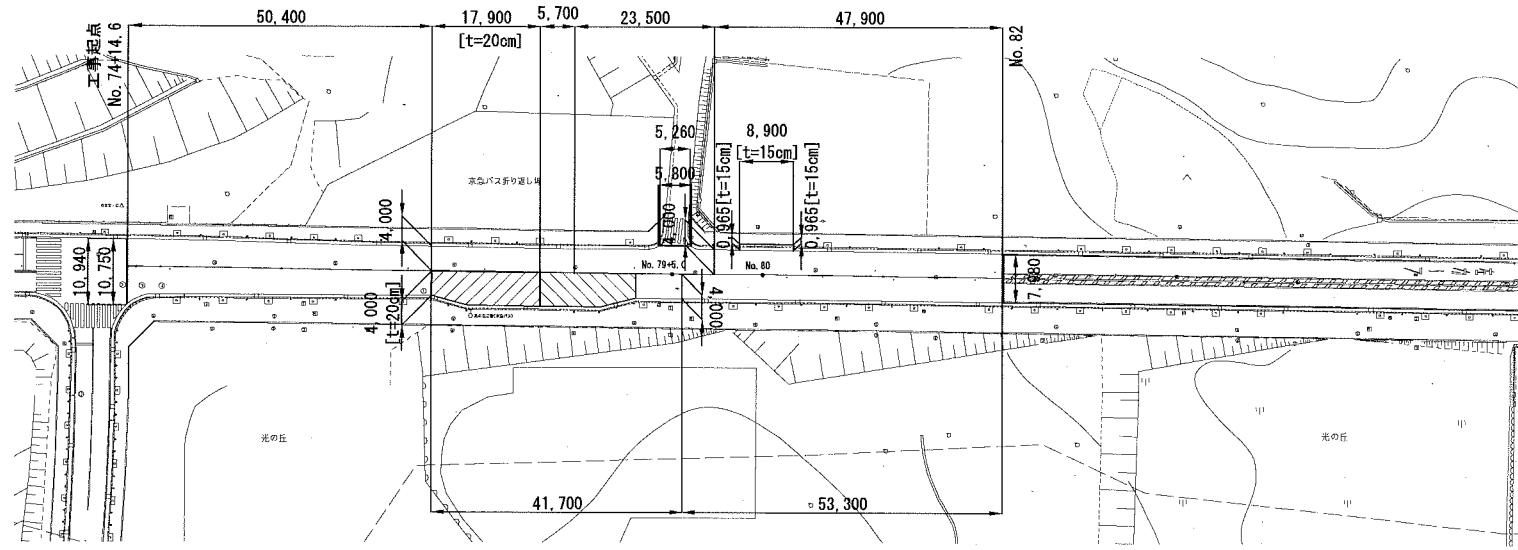 50,400
17,900
[t=20cm]
5,700
23,500
47,900
工事起点
No. 74+14.6
No. 82
5,260
5,800
8,900
[t=15cm]
0,965[t=15cm]
0,965[t=15cm]
京急バス折り返し場
4,000
4,000
10,940
10,750
No. 79+5.0
No. 80
7,980
4,000
[t=20cm]
4,000
光の丘
光の丘
41,700
53,300